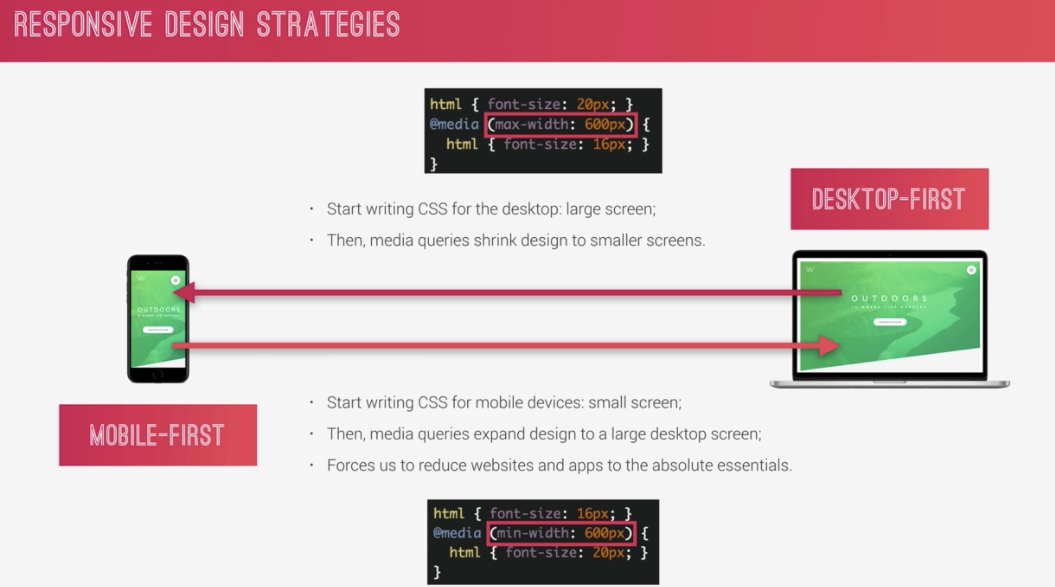 RESPONSIVE DESIGN STRATEGIES
html { font-size: 20px; }
@media (max-width: 600px) {
html { font-size: 16px; }
}
DESKTOP-FIRST
· Start writing CSS for the desktop: large screen;
· Then, media queries shrink design to smaller screens.
OUTDOORS
OUTDOORS
MOBILE-FIRST
· Start writing CSS for mobile devices: small screen;
· Then, media queries expand design to a large desktop screen;
· Forces us to reduce websites and apps to the absolute essentials.
html { font-size: 16px; }
@media (min-width: 600px) {
html { font-size: 20px; }
}